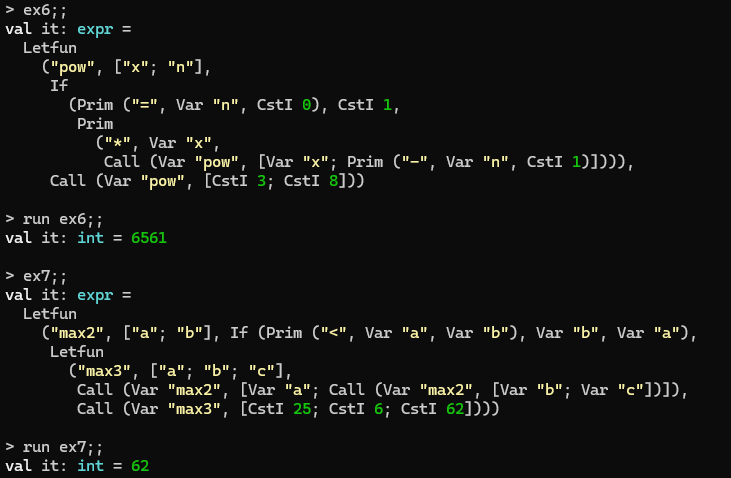 > ex6;;
val it: expr =
  Letfun
    ("pow", ["x"; "n"],
     If
       (Prim ("=", Var "n", CstI 0), CstI 1,
        Prim
          ("*", Var "x",
           Call (Var "pow", [Var "x"; Prim ("-", Var "n", CstI 1)]))),
     Call (Var "pow", [CstI 3; CstI 8]))

> run ex6;;
val it: int = 6561

> ex7;;
val it: expr =
  Letfun
    ("max2", ["a"; "b"], If (Prim ("<", Var "a", Var "b"), Var "b", Var "a"),
     Letfun
       ("max3", ["a"; "b"; "c"],
        Call (Var "max2", [Var "a"; Call (Var "max2", [Var "b"; Var "c"])]),
        Call (Var "max3", [CstI 25; CstI 6; CstI 62])))

> run ex7;;
val it: int = 62